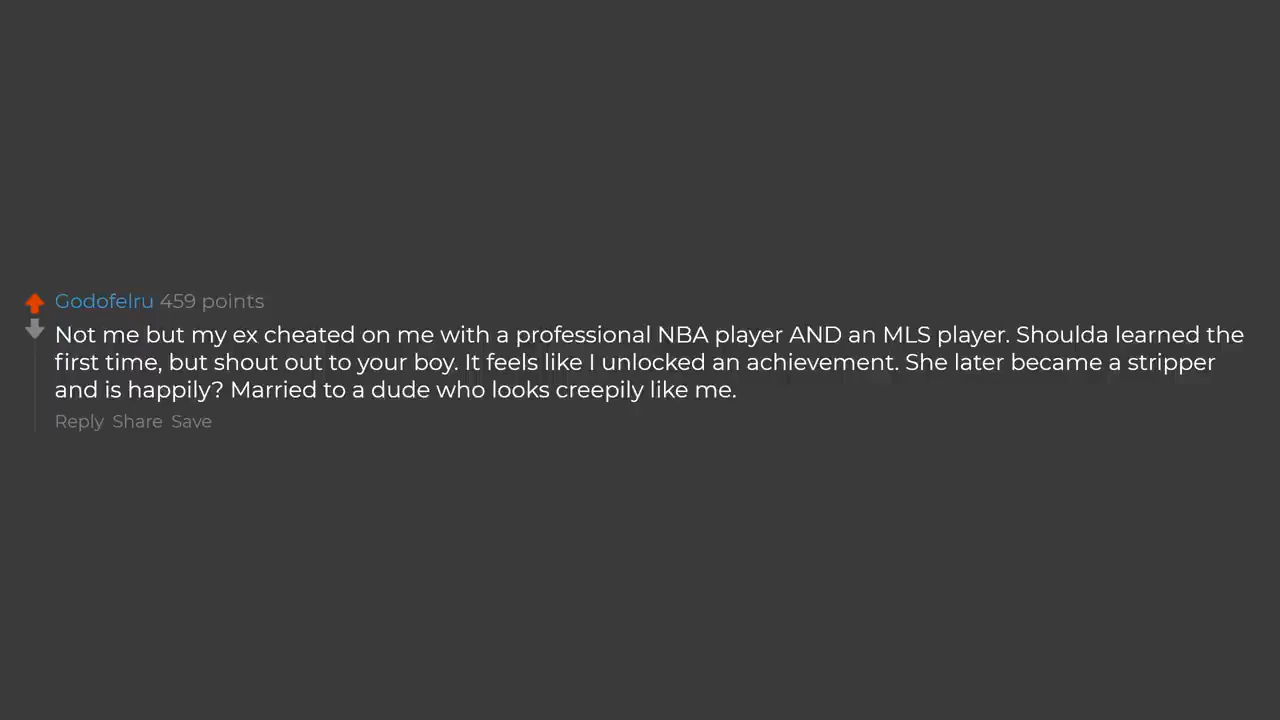 Godofelru 459 points
Not me but my ex cheated on me with a professional NBA player AND an MLS player. Shoulda learned the
first time, but shout out to your boy. It feels like I unlocked an achievement. She later became a stripper
and is happily? Married to a dude who looks creepily like me.
Reply Share Save